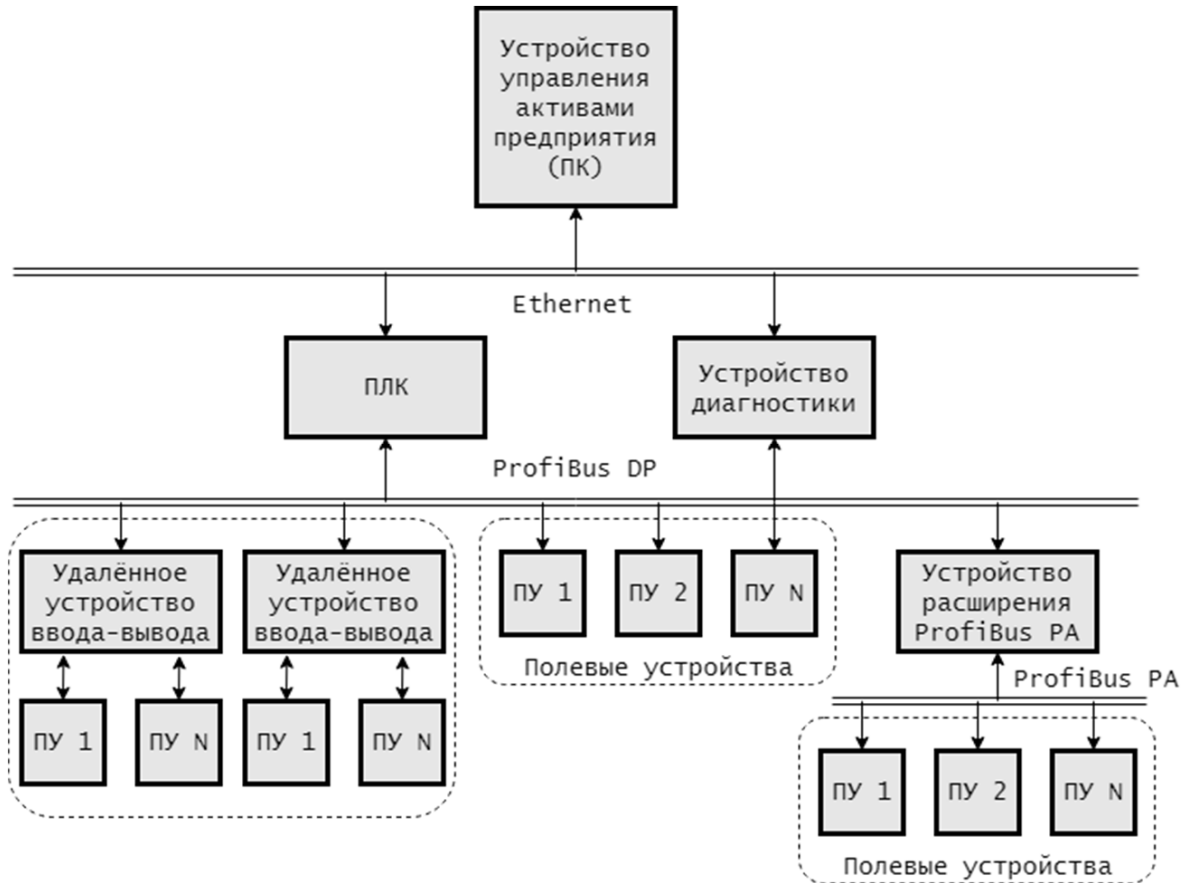 Устройство
управления
активами
предприятия
(ПК)
Ethernet
ПЛК
Устройство
диагностики
ProfiBus DP
Удалённое
устройство
ввода-вывода
Удалённое
устройство
ввода-вывода
ПУ 1
ПУ 2
ПУ N
Полевые устройства
Устройство
расширения
ProfiBus PA
ProfiBus PA
ПУ 1
ПУ N
ПУ 1
ПУ N
ПУ 1
ПУ 2
ПУ N
Полевые устройства